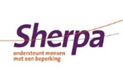 Sherpa
ondersteunt mensen
met een beperking